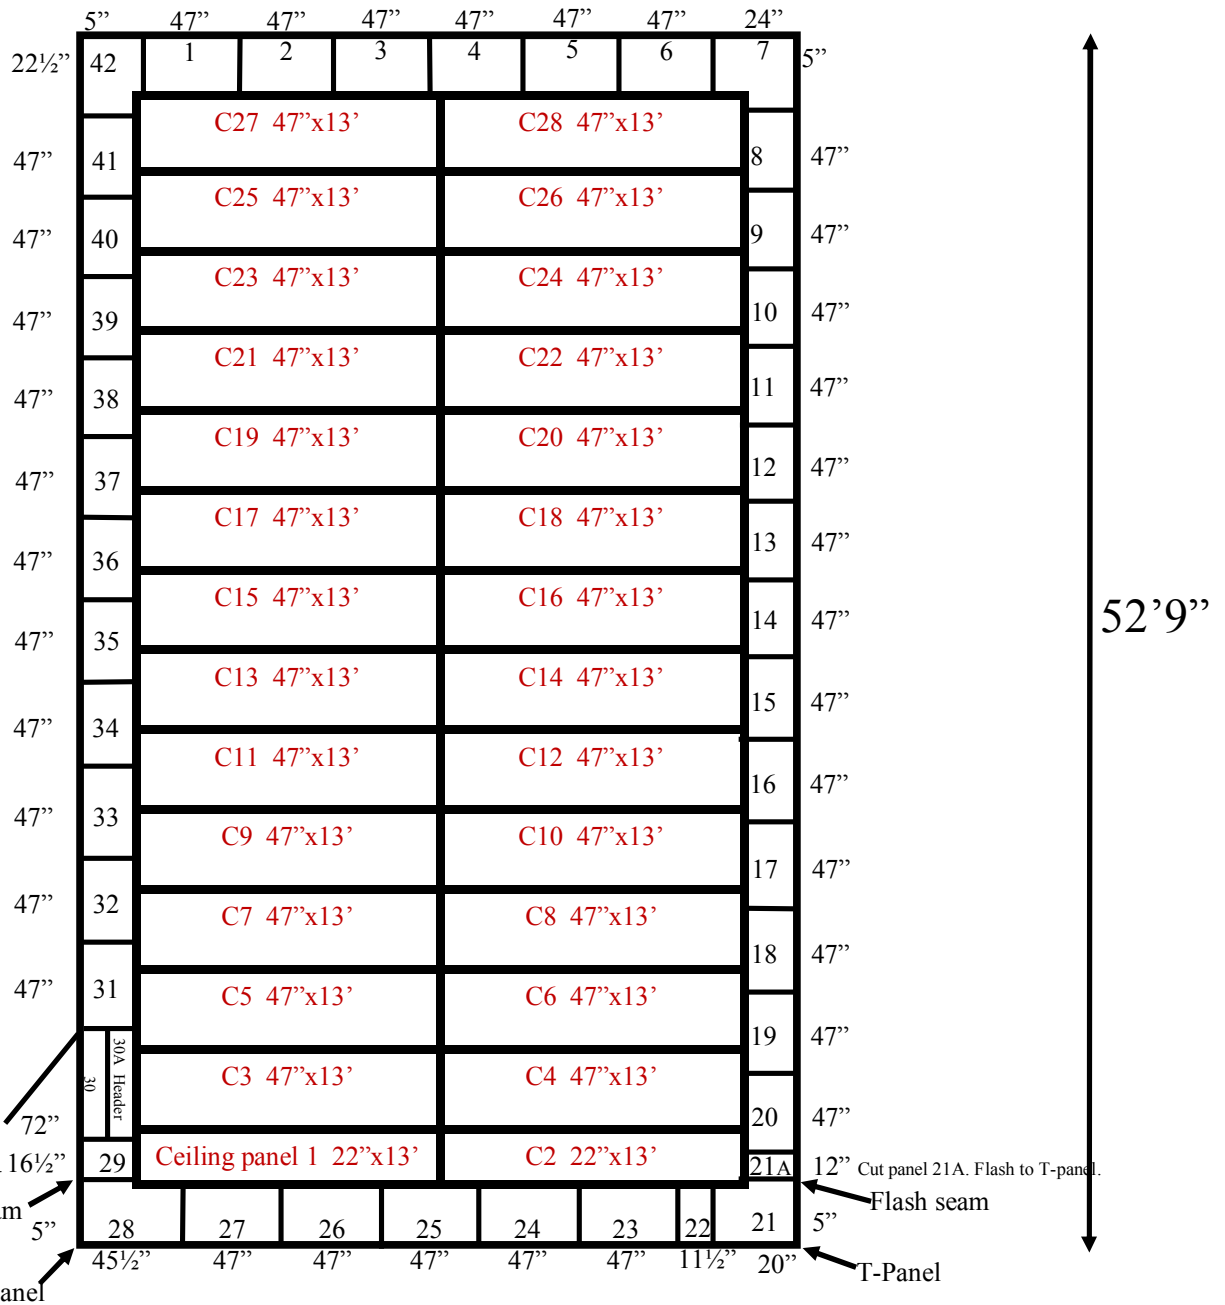 5” 47” 47” 47” 47” 47” 47” 24”
22½” 42 1 2 3 4 5 6 7 5”
C27 47”x13’ C28 47”x13’
47” 41 8 47”
C25 47”x13’ C26 47”x13’
47” 40 9 47”
C23 47”x13’ C24 47”x13’
47” 39 10 47”
C21 47”x13’ C22 47”x13’
47” 38 11 47”
C19 47”x13’ C20 47”x13’
47” 37 12 47”
C17 47”x13’ C18 47”x13’
47” 36 13 47”
C15 47”x13’ C16 47”x13’
52’9”
47” 35 14 47”
C13 47”x13’ C14 47”x13’
47” 34 15 47”
C11 47”x13’ C12 47”x13’
47” 33 16 47”
C9 47”x13’ C10 47”x13’
47” 32 17 47”
C7 47”x13’ C8 47”x13’
47” 31 18 47”
C5 47”x13’ C6 47”x13’
19 47”
30 30A Header
C3 47”x13’ C4 47”x13’
72” 20 47”
16½” 29 Ceiling panel 1 22”x13’ C2 22”x13’ 21A 12” Cut panel 21A. Flash to T-panel.
Flash seam
5” 28 27 26 25 24 23 22 21 5”
45½” 47” 47” 47” 47” 47” 11½” 20”
T-Panel
anel